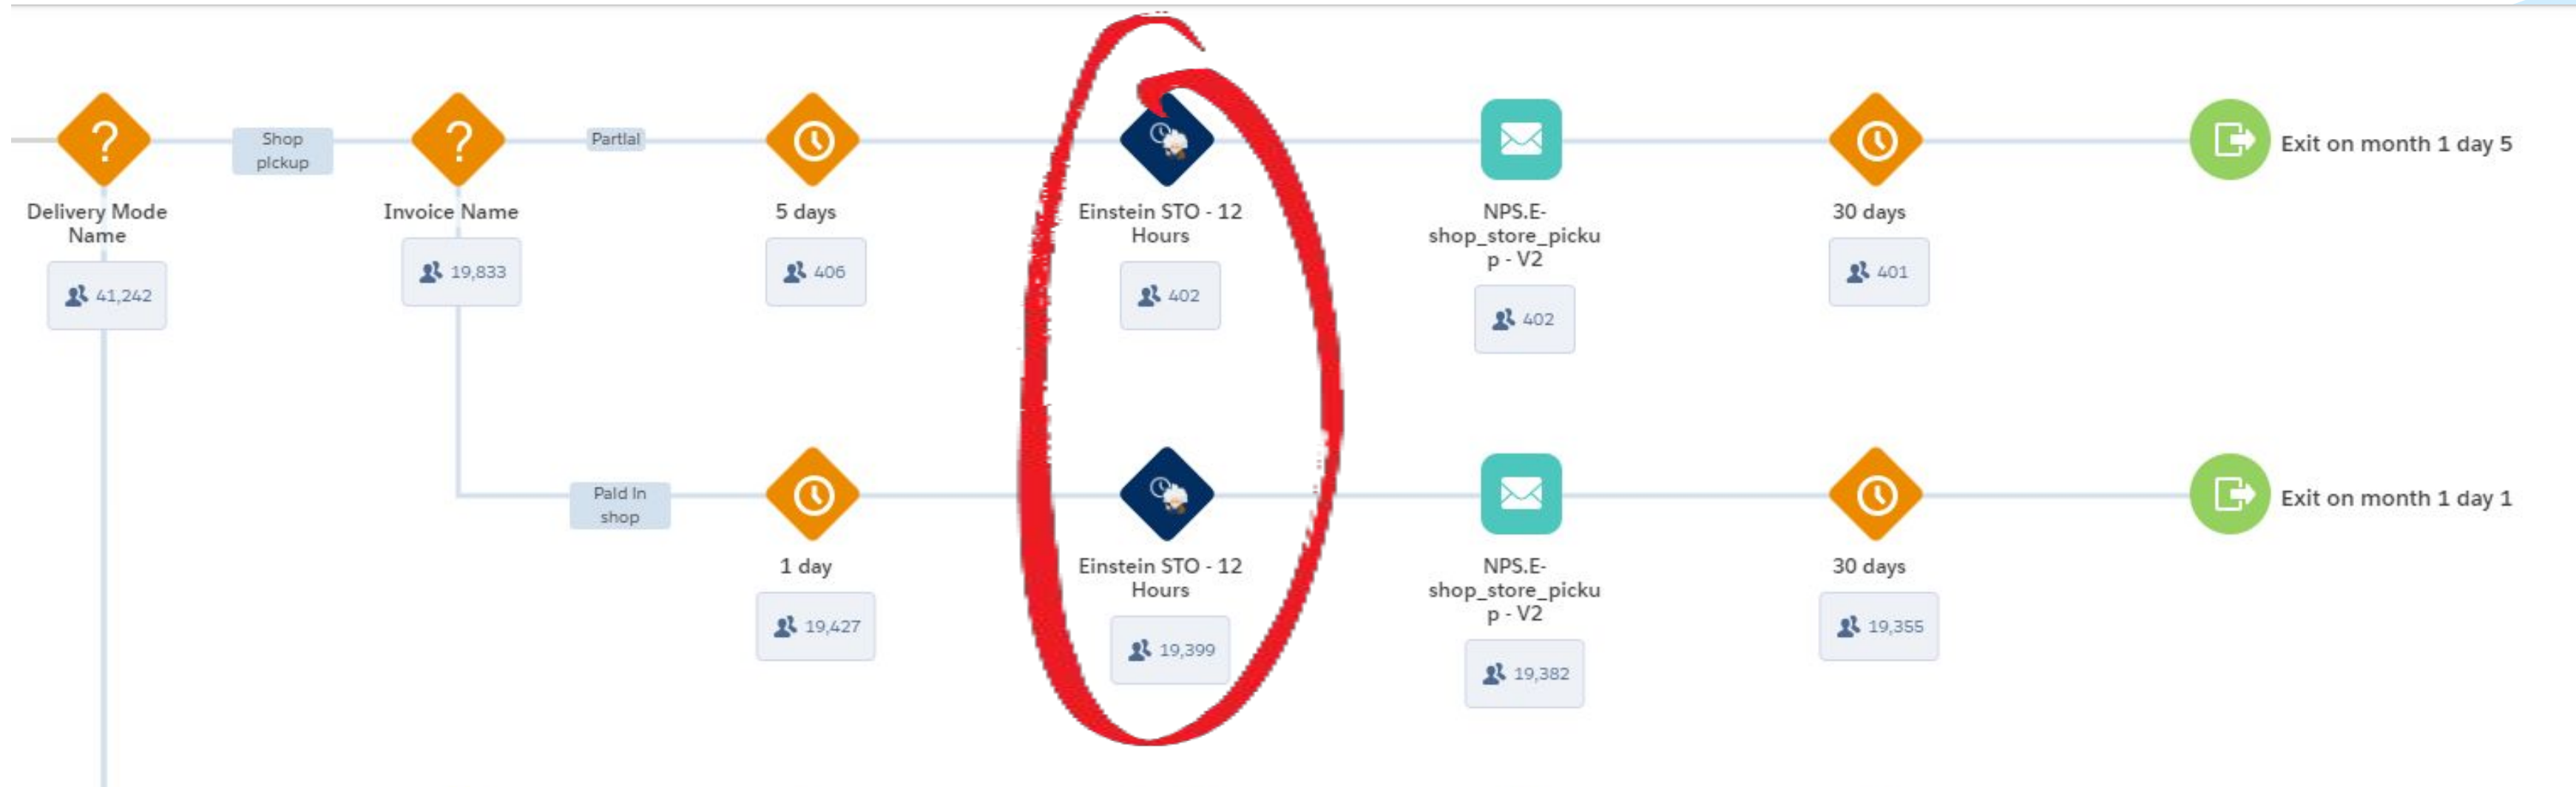 ?
Shop
pickup
?
Partial
Exit on month 1 day 5
Delivery Mode
Name
41,242
Invoice Name
19,833
5 days
406
Einstein STO - 12
Hours
402
NPS.E-
shop_store_picku
p - V2
402
30 days
401
Paid in
shop
Exit on month 1 day 1
1 day
19,427
Einstein STO - 12
Hours
19,399
NPS.E-
shop_store_picku
p - V2
19,382
30 days
19,355